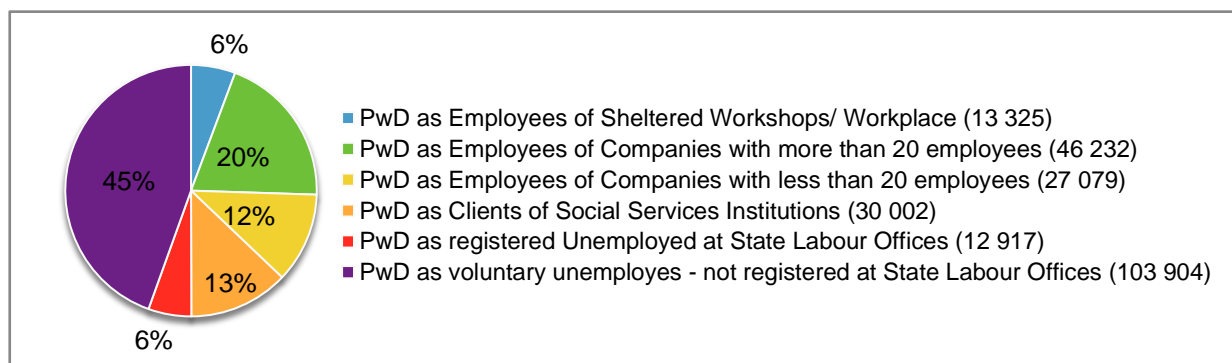 6%
20%
45%
12%
13%
6%
PwD as Employees of Sheltered Workshops/ Workplace (13 325)
PwD as Employees of Companies with more than 20 employees (46 232)
PwD as Employees of Companies with less than 20 employees (27 079)
PwD as Clients of Social Services Institutions (30 002)
PwD as registered Unemployed at State Labour Offices (12 917)
PwD as voluntary unemployes - not registered at State Labour Offices (103 904)